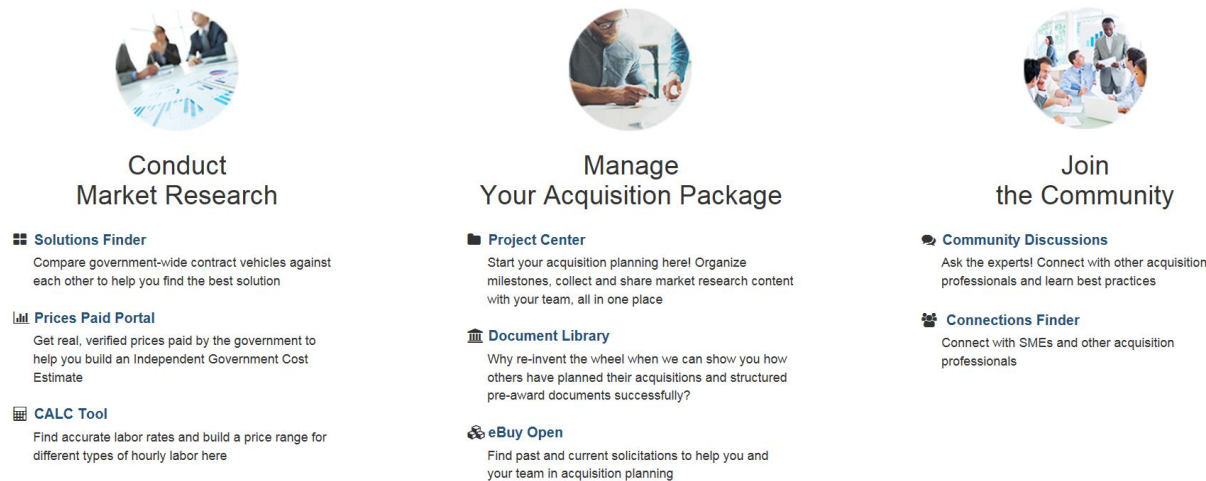 Conduct
Market Research
Solutions Finder
Compare government-wide contract vehicles against
each other to help you find the best solution
Prices Paid Portal
Get real, verified prices paid by the government to
help you build an Independent Government Cost
Estimate
CALC Tool
Find accurate labor rates and build a price range for
different types of hourly labor here
Manage
Your Acquisition Package
Project Center
Start your acquisition planning here! Organize
milestones, collect and share market research content
with your team, all in one place
Document Library
Why re-invent the wheel when we can show you how
others have planned their acquisitions and structured
pre-award documents successfully?
eBuy Open
Find past and current solicitations to help you and
your team in acquisition planning
Join
the Community
Community Discussions
Ask the experts! Connect with other acquisition
professionals and learn best practices
Connections Finder
Connect with SMEs and other acquisition
professionals